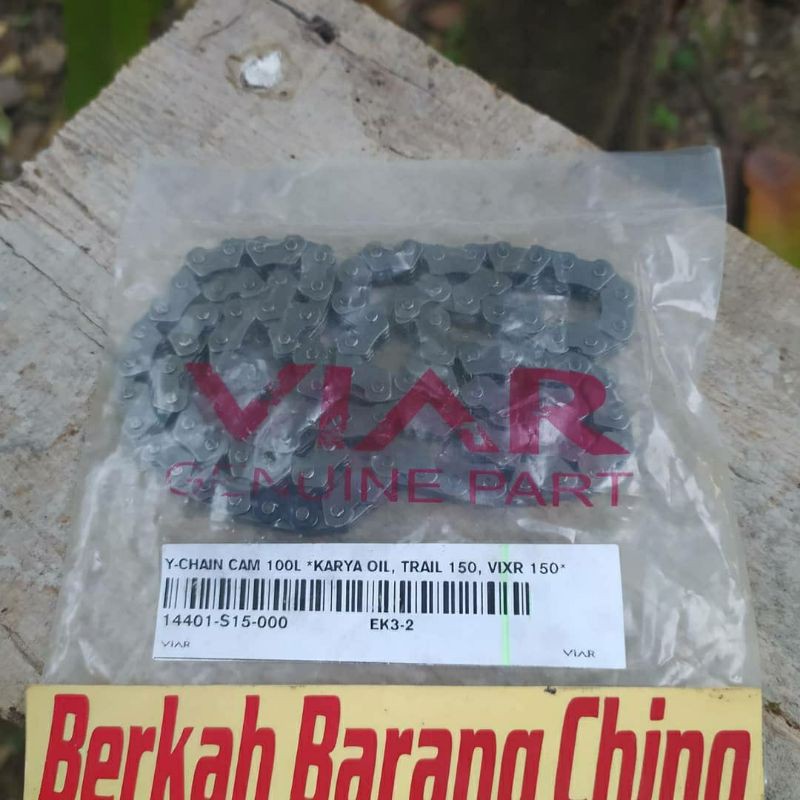 VIAR
GENUINE PART
Y-CHAIN CAM 100L *KARYA OIL, TRAIL 150, VIXR 150*
14401-S15-000 EK3-2
VIAR VIAR
Berkah Barang Chino